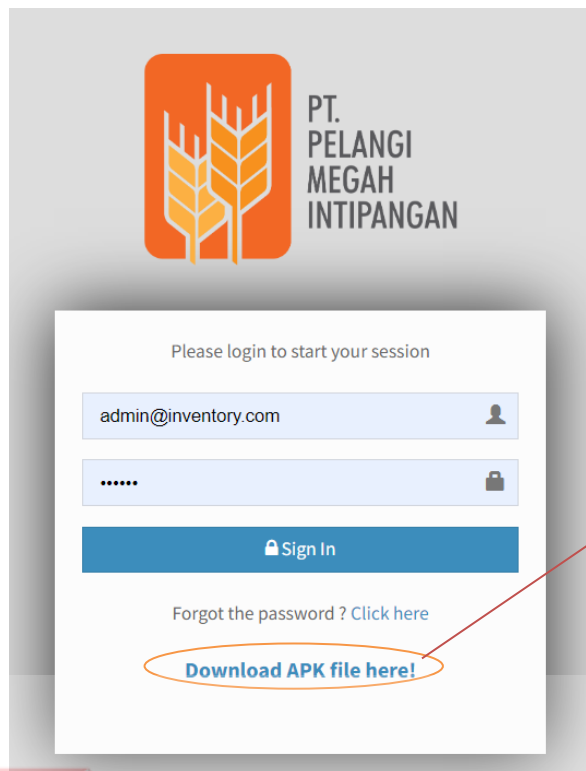 PT.
PELANGI
MEGAH
INTIPANGAN
Please login to start your session
admin@inventory.com
••••••
Sign In
Forgot the password ? Click here
Download APK file here!